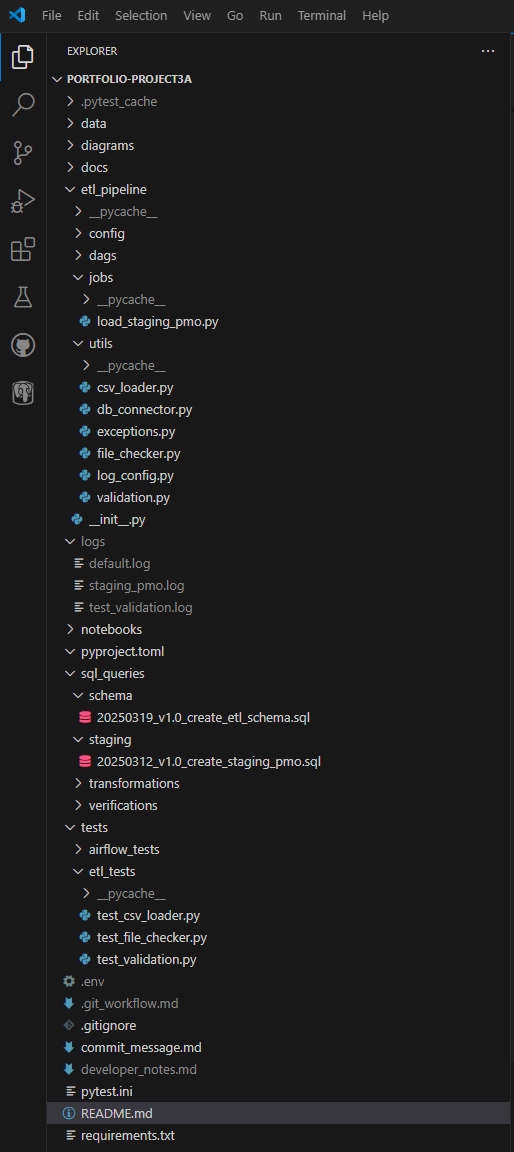 File Edit Selection View Go Run Terminal Help
EXPLORER
PORTFOLIO-PROJECT3A
.pytest_cache
data
diagrams
docs
etl_pipeline
__pycache__
config
dags
jobs
__pycache__
load_staging_pmo.py
utils
__pycache__
csv_loader.py
db_connector.py
exceptions.py
file_checker.py
log_config.py
validation.py
__init__.py
logs
default.log
staging_pmo.log
test_validation.log
notebooks
pyproject.toml
sql_queries
schema
20250319_v1.0_create_etl_schema.sql
staging
20250312_v1.0_create_staging_pmo.sql
transformations
verifications
tests
airflow_tests
etl_tests
__pycache__
test_csv_loader.py
test_file_checker.py
test_validation.py
.env
.git_workflow.md
.gitignore
commit_message.md
developer_notes.md
pytest.ini
README.md
requirements.txt